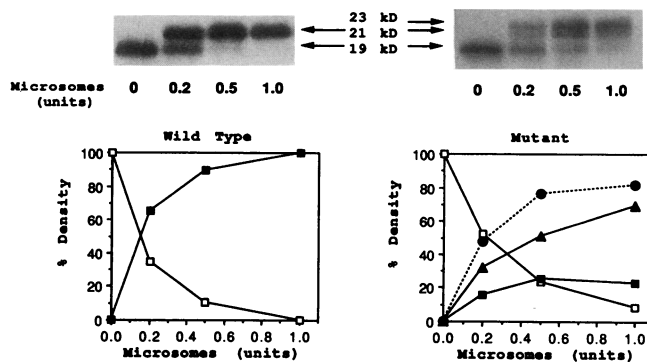 23 kD
21 kD
19 kD
Microsomes (units) 0 0.2 0.5 1.0 0 0.2 0.5 1.0
Wild Type
% Density
100
80
60
40
20
0
0.0 0.2 0.4 0.6 0.8 1.0
Microsomes (units)
Mutant
% Density
100
80
60
40
20
0
0.0 0.2 0.4 0.6 0.8 1.0
Microsomes (units)